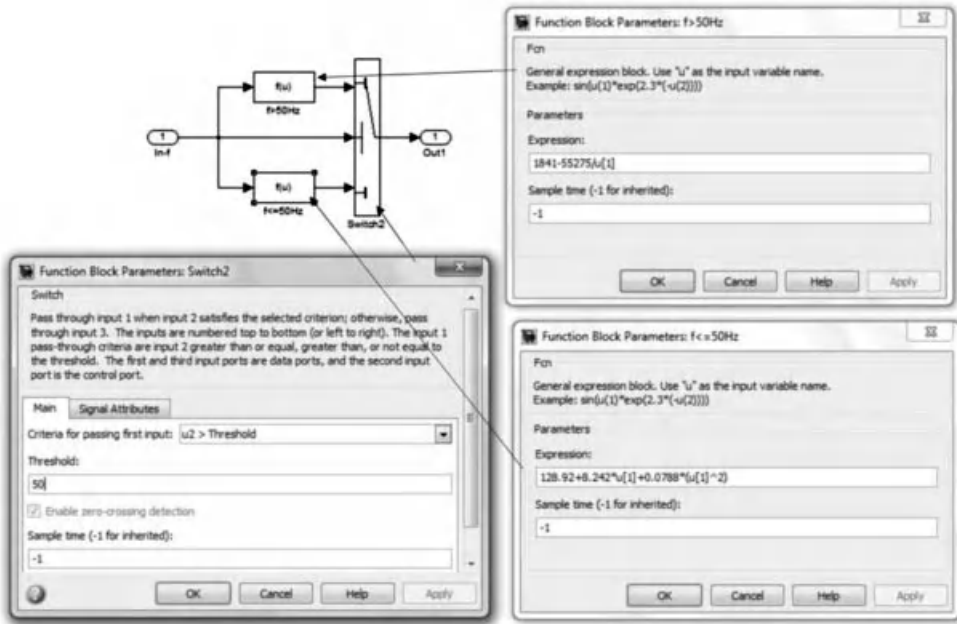 f(u)
f>50Hz
1
In-f
1
Out1
f(u)
f<=50Hz
Switch2
Function Block Parameters: f>50Hz
Fcn
General expression block. Use "u" as the input variable name.
Example: sin(u(1)*exp(2.3*(-u(2))))
Parameters
Expression:
1841-55275/u[1]
Sample time (-1 for inherited):
-1
OK Cancel Help Apply
Function Block Parameters: Switch2
Switch
Pass through input 1 when input 2 satisfies the selected criterion; otherwise, pass
through input 3. The inputs are numbered top to bottom (or left to right). The input 1
pass-through criteria are input 2 greater than or equal, greater than, or not equal to
the threshold. The first and third input ports are data ports, and the second input
port is the control port.
Main Signal Attributes
Criteria for passing first input: u2 > Threshold
Threshold:
50
Enable zero-crossing detection
Sample time (-1 for inherited):
-1
OK Cancel Help Apply
Function Block Parameters: f<=50Hz
Fcn
General expression block. Use "u" as the input variable name.
Example: sin(u(1)*exp(2.3*(-u(2))))
Parameters
Expression:
128.92+8.242*u[1]+0.0788*(u[1]^2)
Sample time (-1 for inherited):
-1
OK Cancel Help Apply